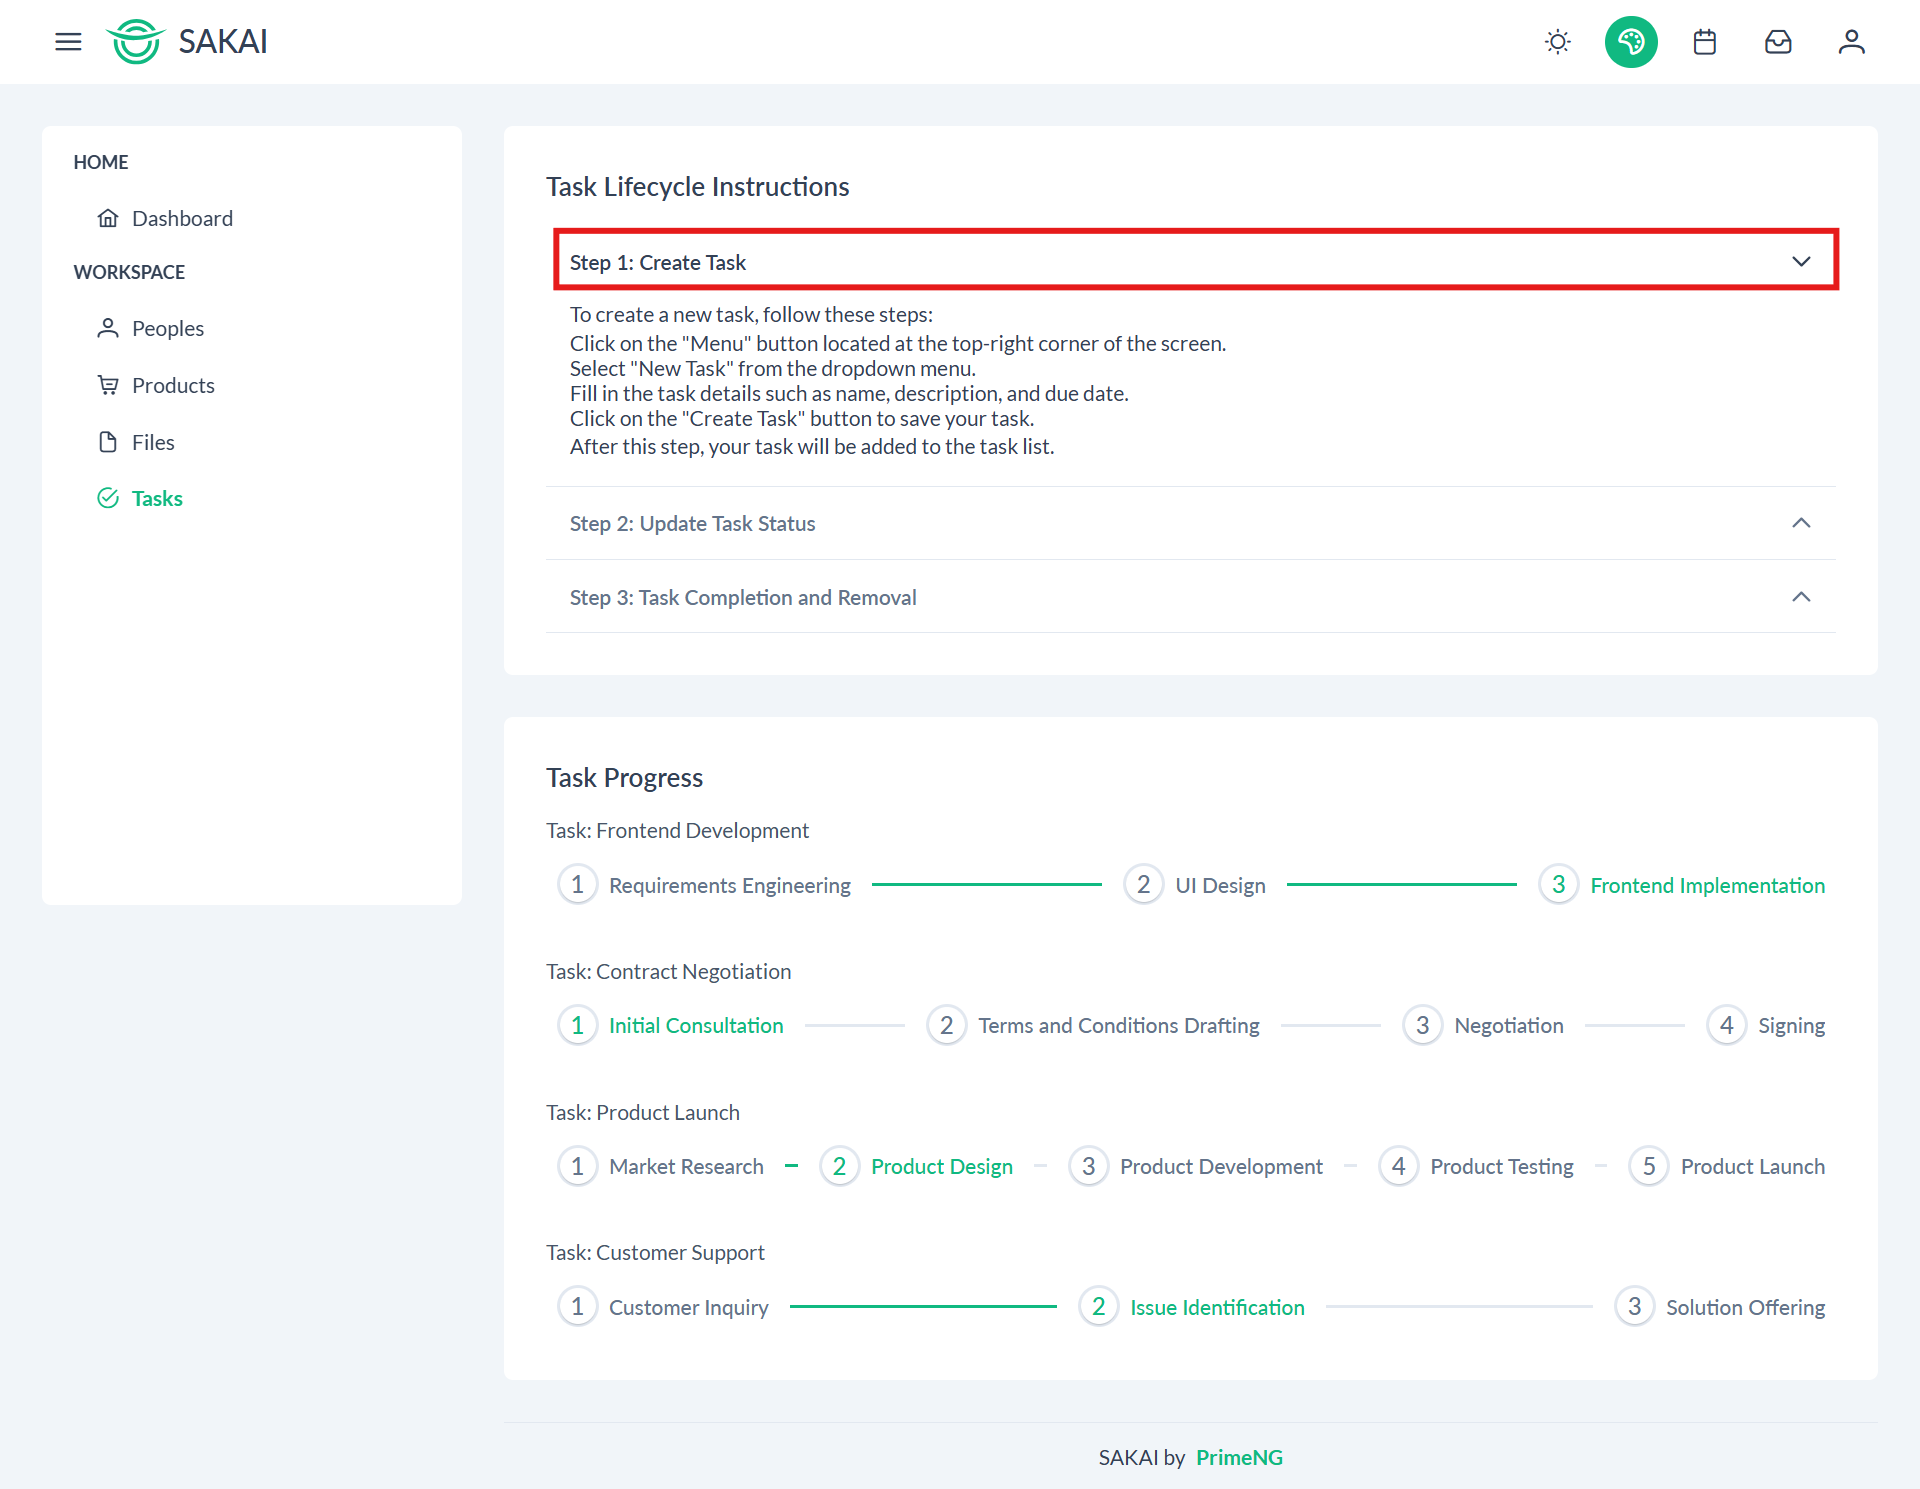 SAKAI
HOME
Dashboard
WORKSPACE
Peoples
Products
Files
Tasks
Task Lifecycle Instructions
Step 1: Create Task
To create a new task, follow these steps:
Click on the "Menu" button located at the top-right corner of the screen.
Select "New Task" from the dropdown menu.
Fill in the task details such as name, description, and due date.
Click on the "Create Task" button to save your task.
After this step, your task will be added to the task list.
Step 2: Update Task Status
Step 3: Task Completion and Removal
Task Progress
Task: Frontend Development
1 Requirements Engineering 2 UI Design 3 Frontend Implementation
Task: Contract Negotiation
1 Initial Consultation 2 Terms and Conditions Drafting 3 Negotiation 4 Signing
Task: Product Launch
1 Market Research 2 Product Design 3 Product Development 4 Product Testing 5 Product Launch
Task: Customer Support
1 Customer Inquiry 2 Issue Identification 3 Solution Offering
SAKAI by PrimeNG